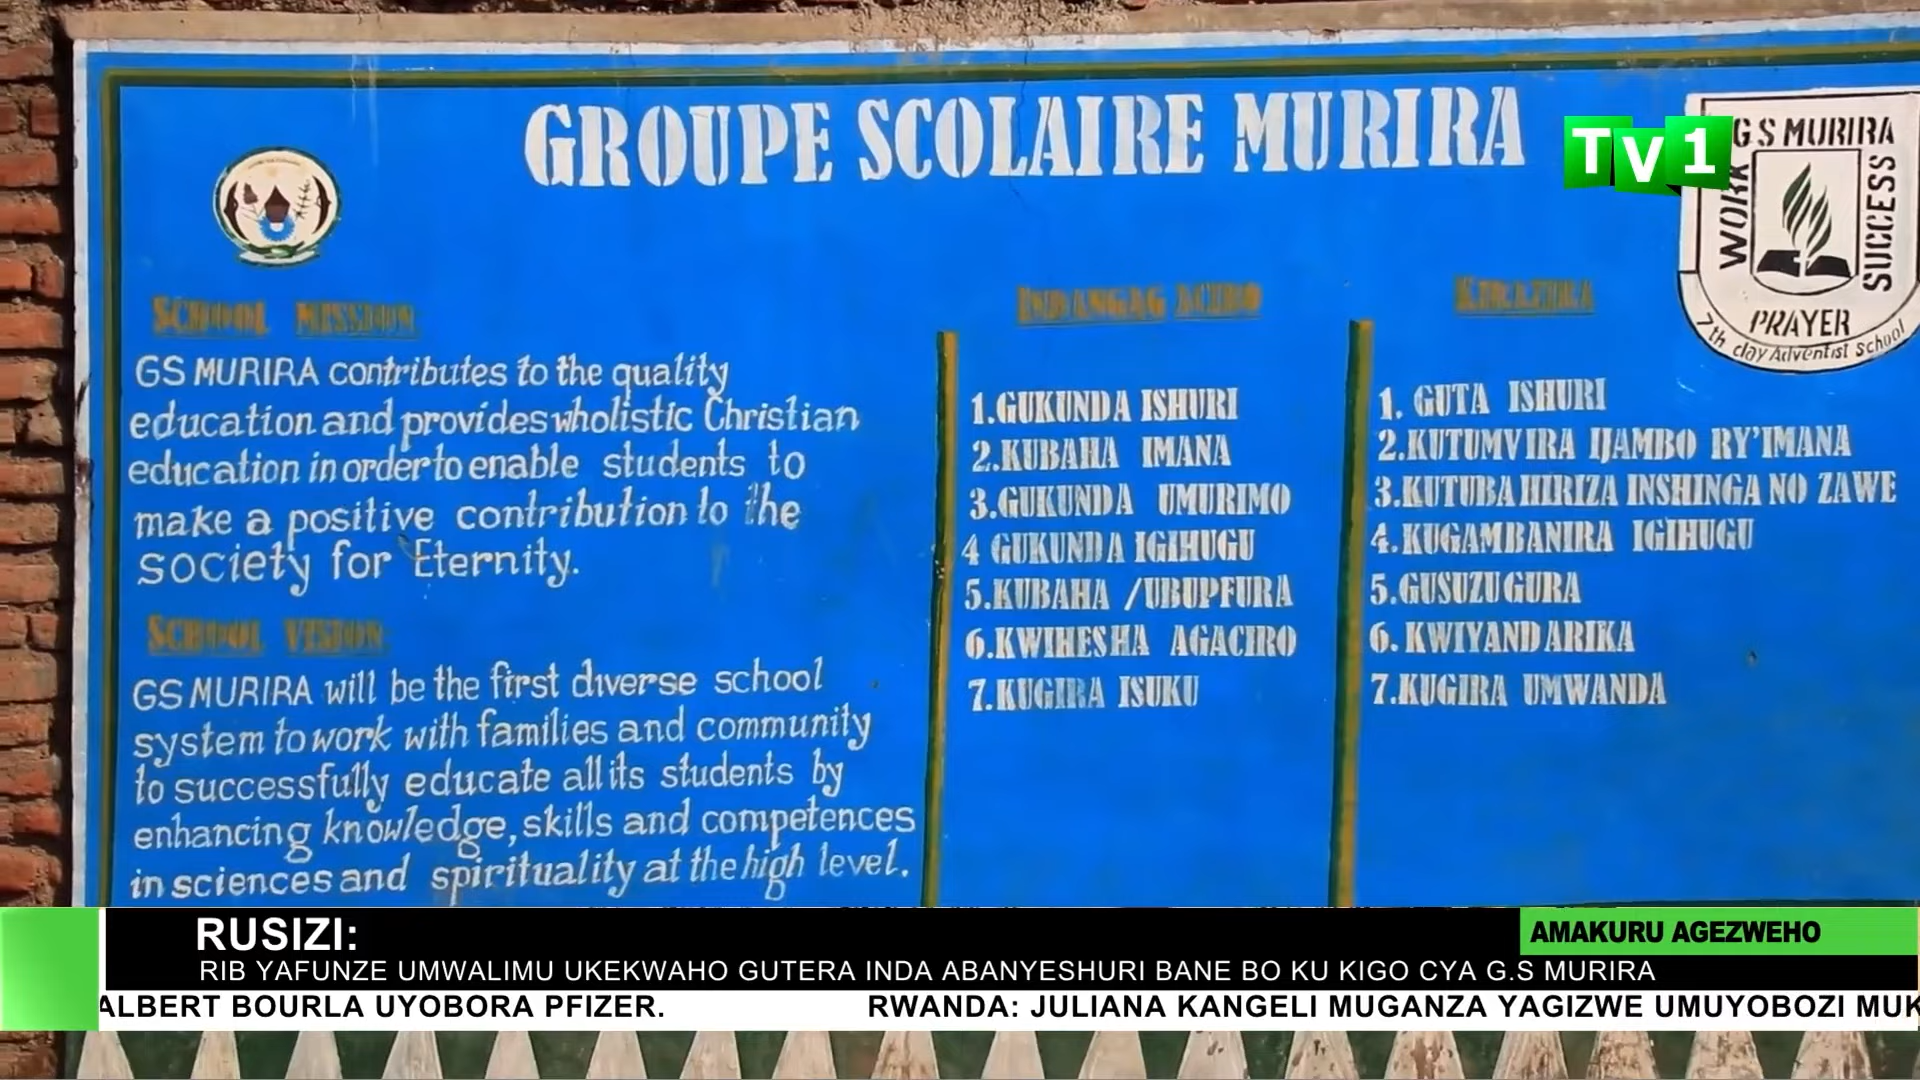 GROUPE SCOLAIRE MURIRA
TV1
G S MURIRA
WORK
SUCCESS
PRAYER
7th day Adventist School
SCHOOL MISSION
GS MURIRA contributes to the quality
education and provides wholistic Christian
education in order to enable students to
make a positive contribution to the
society for Eternity.
SCHOOL VISION
GS MURIRA will be the first diverse school
system to work with families and community
to successfully educate all its students by
enhancing knowledge, skills and competences
in sciences and spirituality at the high level.
INDANGAG ACIRO
1.GUKUNDA ISHURI
2.KUBAHA IMANA
3.GUKUNDA UMURIMO
4 GUKUNDA IGIHUGU
5.KUBAHA /UBUPFURA
6.KWIHESHA AGACIRO
7.KUGIRA ISUKU
KIRAZIRA
1. GUTA ISHURI
2.KUTUMVIRA IJAMBO RY'IMANA
3.KUTUBAHIRIZA INSHINGA NO ZAWE
4.KUGAMBANIRA IGIHUGU
5.GUSUZUGURA
6. KWIYANDARIKA
7.KUGIRA UMWANDA
RUSIZI:
AMAKURU AGEZWEHO
RIB YAFUNZE UMWALIMU UKEKWAHO GUTERA INDA ABANYESHURI BANE BO KU KIGO CYA G.S MURIRA
ALBERT BOURLA UYOBORA PFIZER. RWANDA: JULIANA KANGELI MUGANZA YAGIZWE UMUYOBOZI MUK